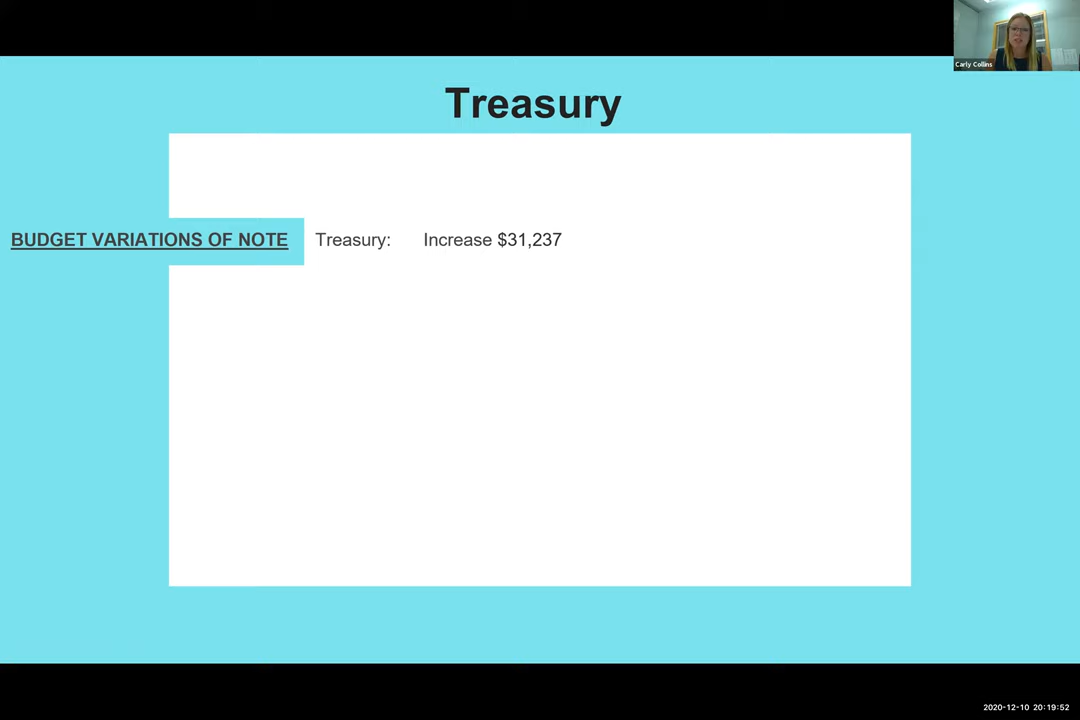 Carly Collins
Treasury
BUDGET VARIATIONS OF NOTE Treasury: Increase $31,237
2020-12-10 20:19:52